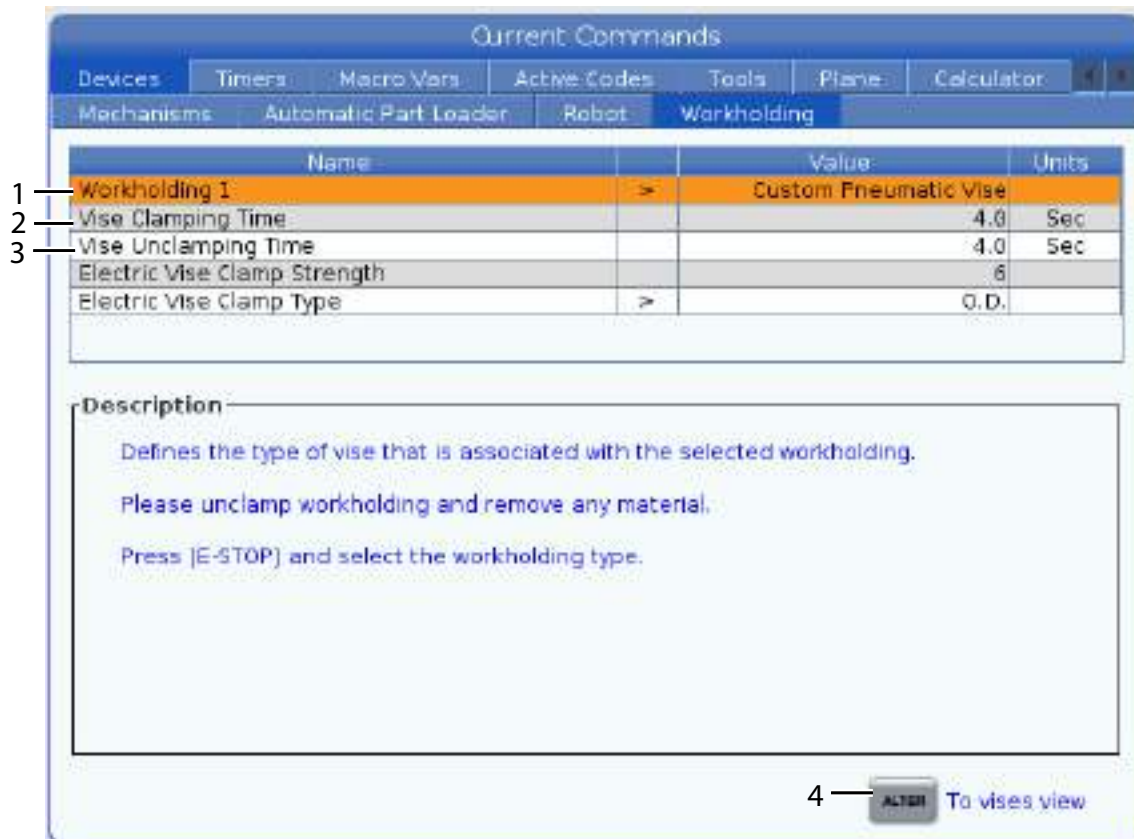 Current Commands
Devices Timers Macro Vars Active Codes Tools Plane Calculator
Mechanisms Automatic Part Loader Robot Workholding
Name Value Units
1 Workholding 1 > Custom Pneumatic Vise
2 Vise Clamping Time 4.0 Sec
3 Vise Unclamping Time 4.0 Sec
Electric Vise Clamp Strength 6
Electric Vise Clamp Type > O.D.
Description
Defines the type of vise that is associated with the selected workholding.
Please unclamp workholding and remove any material.
Press [E-STOP] and select the workholding type.
4 ALTER To vises view